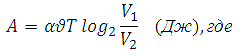 A = αϑT log₂ V₁/V₂ (Дж), где